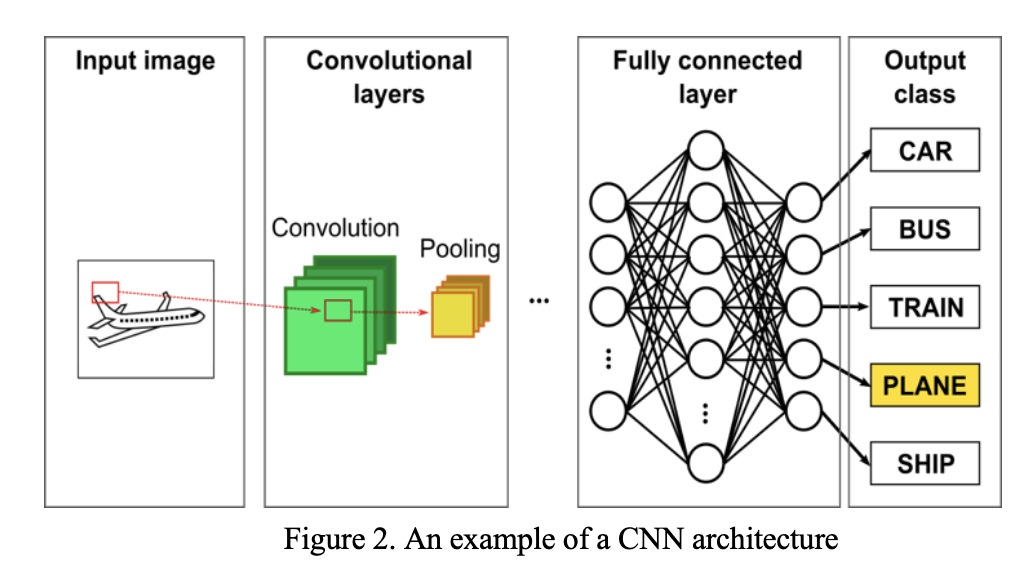 Input image
Convolutional
layers
Fully connected
layer
Output
class
Convolution
Pooling
...
...
...
CAR
BUS
TRAIN
PLANE
SHIP
Figure 2. An example of a CNN architecture